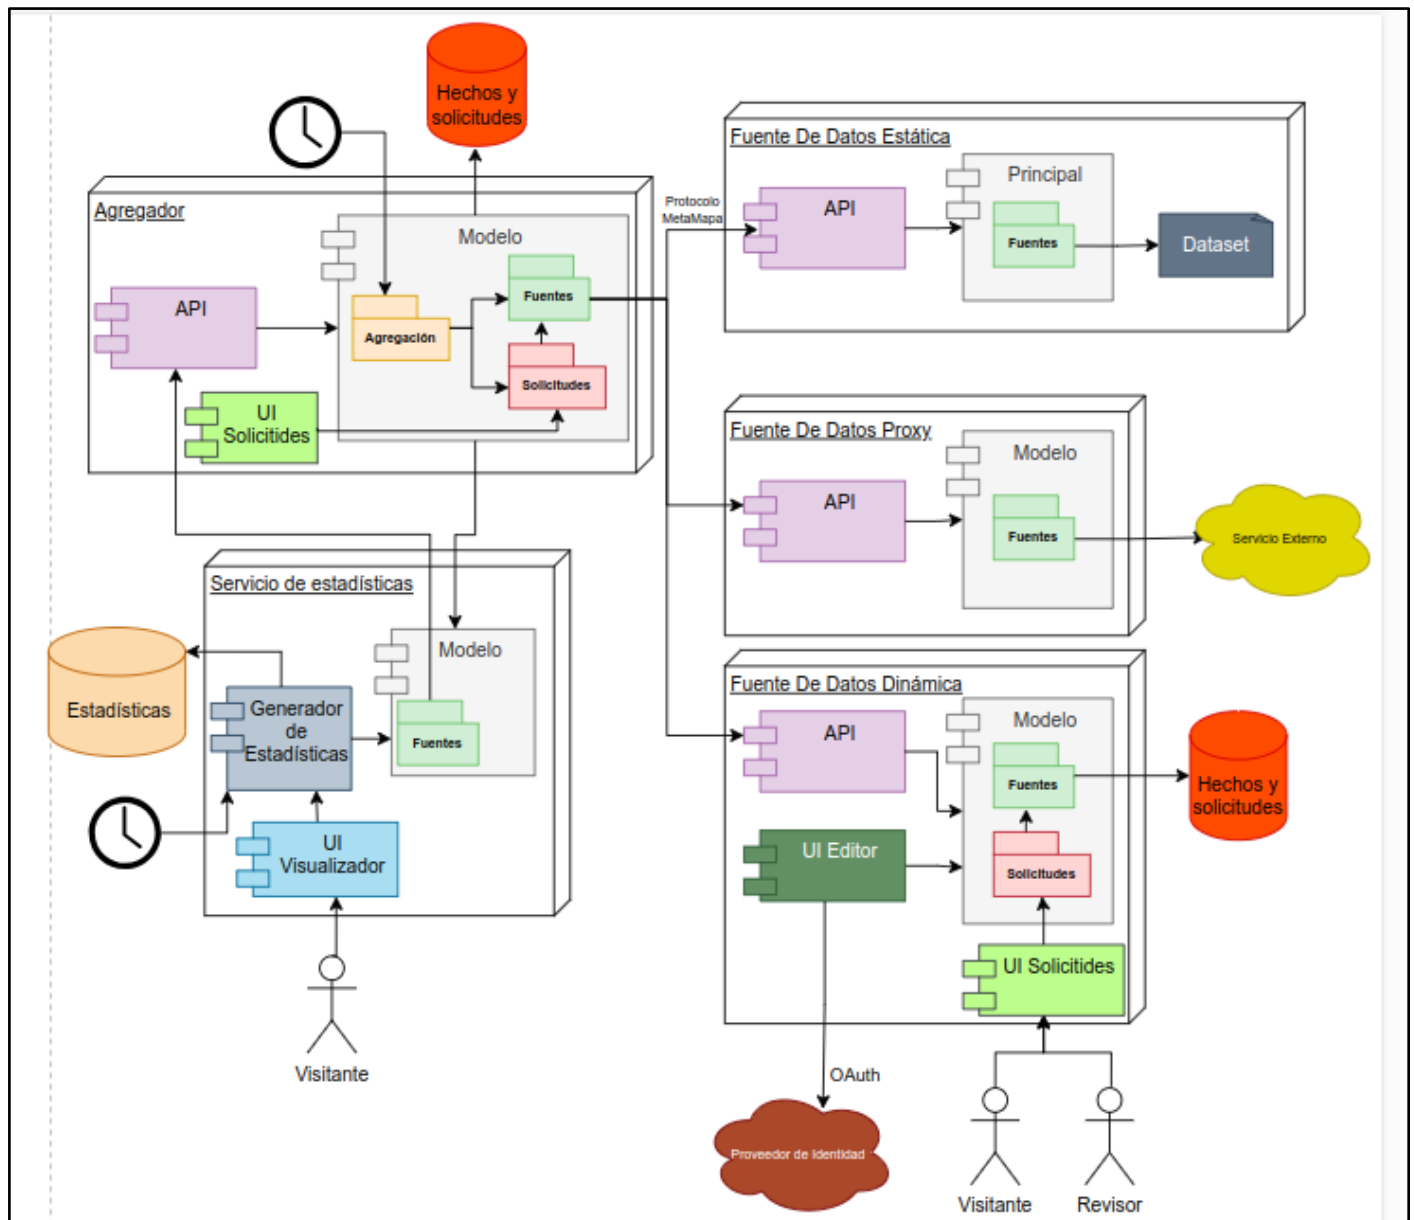 Hechos y
solicitudes
Agregador
Modelo
API
Fuentes
Agregación
Solicitudes
UI
Solicitides
Protocolo
MetaMapa
Fuente De Datos Estática
API
Principal
Fuentes
Dataset
Fuente De Datos Proxy
API
Modelo
Fuentes
Servicio Externo
Servicio de estadísticas
Estadísticas
Generador
de
Estadísticas
Modelo
Fuentes
UI
Visualizador
Visitante
Fuente De Datos Dinámica
API
Modelo
Fuentes
Hechos y
solicitudes
UI Editor
Solicitudes
UI Solicitides
OAuth
Proveedor de Identidad
Visitante
Revisor